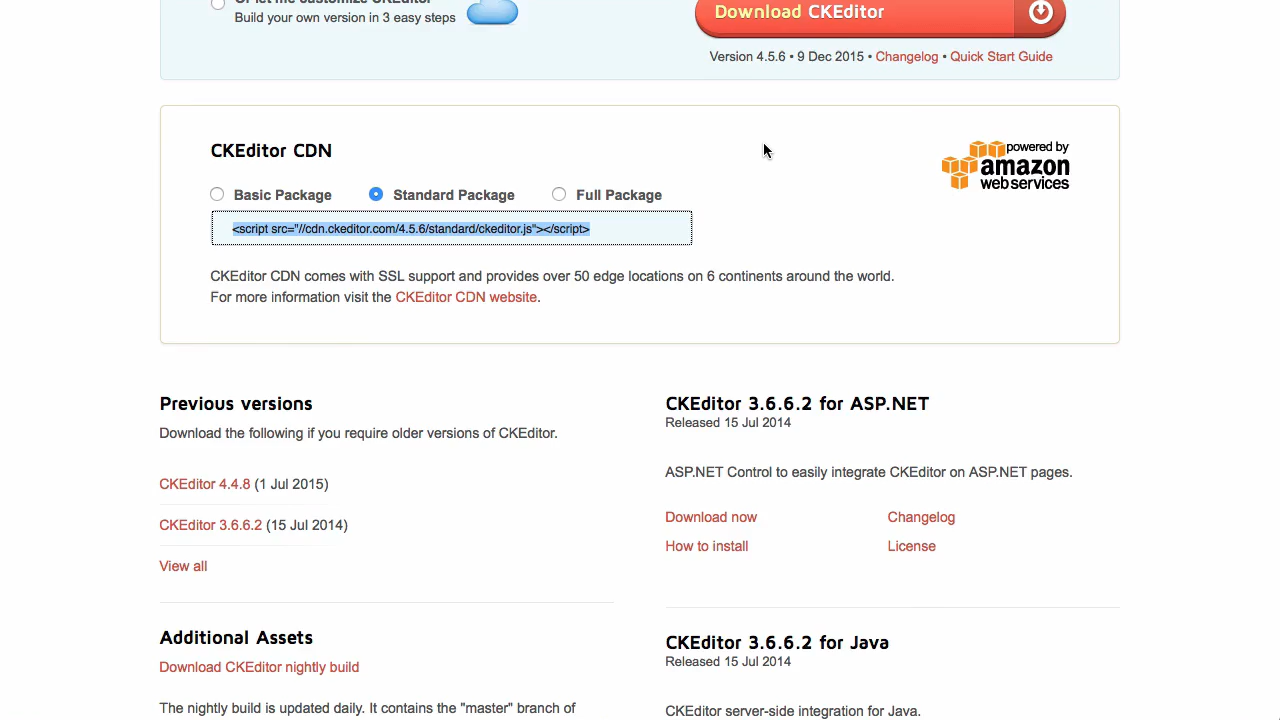 Or let me customize CKEditor
Build your own version in 3 easy steps
Download CKEditor
Version 4.5.6 • 9 Dec 2015 • Changelog • Quick Start Guide
CKEditor CDN
powered by
amazon
web services
Basic Package
Standard Package
Full Package
<script src="//cdn.ckeditor.com/4.5.6/standard/ckeditor.js"></script>
CKEditor CDN comes with SSL support and provides over 50 edge locations on 6 continents around the world.
For more information visit the CKEditor CDN website.
Previous versions
Download the following if you require older versions of CKEditor.
CKEditor 4.4.8 (1 Jul 2015)
CKEditor 3.6.6.2 (15 Jul 2014)
View all
CKEditor 3.6.6.2 for ASP.NET
Released 15 Jul 2014
ASP.NET Control to easily integrate CKEditor on ASP.NET pages.
Download now
Changelog
How to install
License
Additional Assets
Download CKEditor nightly build
The nightly build is updated daily. It contains the "master" branch of
CKEditor 3.6.6.2 for Java
Released 15 Jul 2014
CKEditor server-side integration for Java.